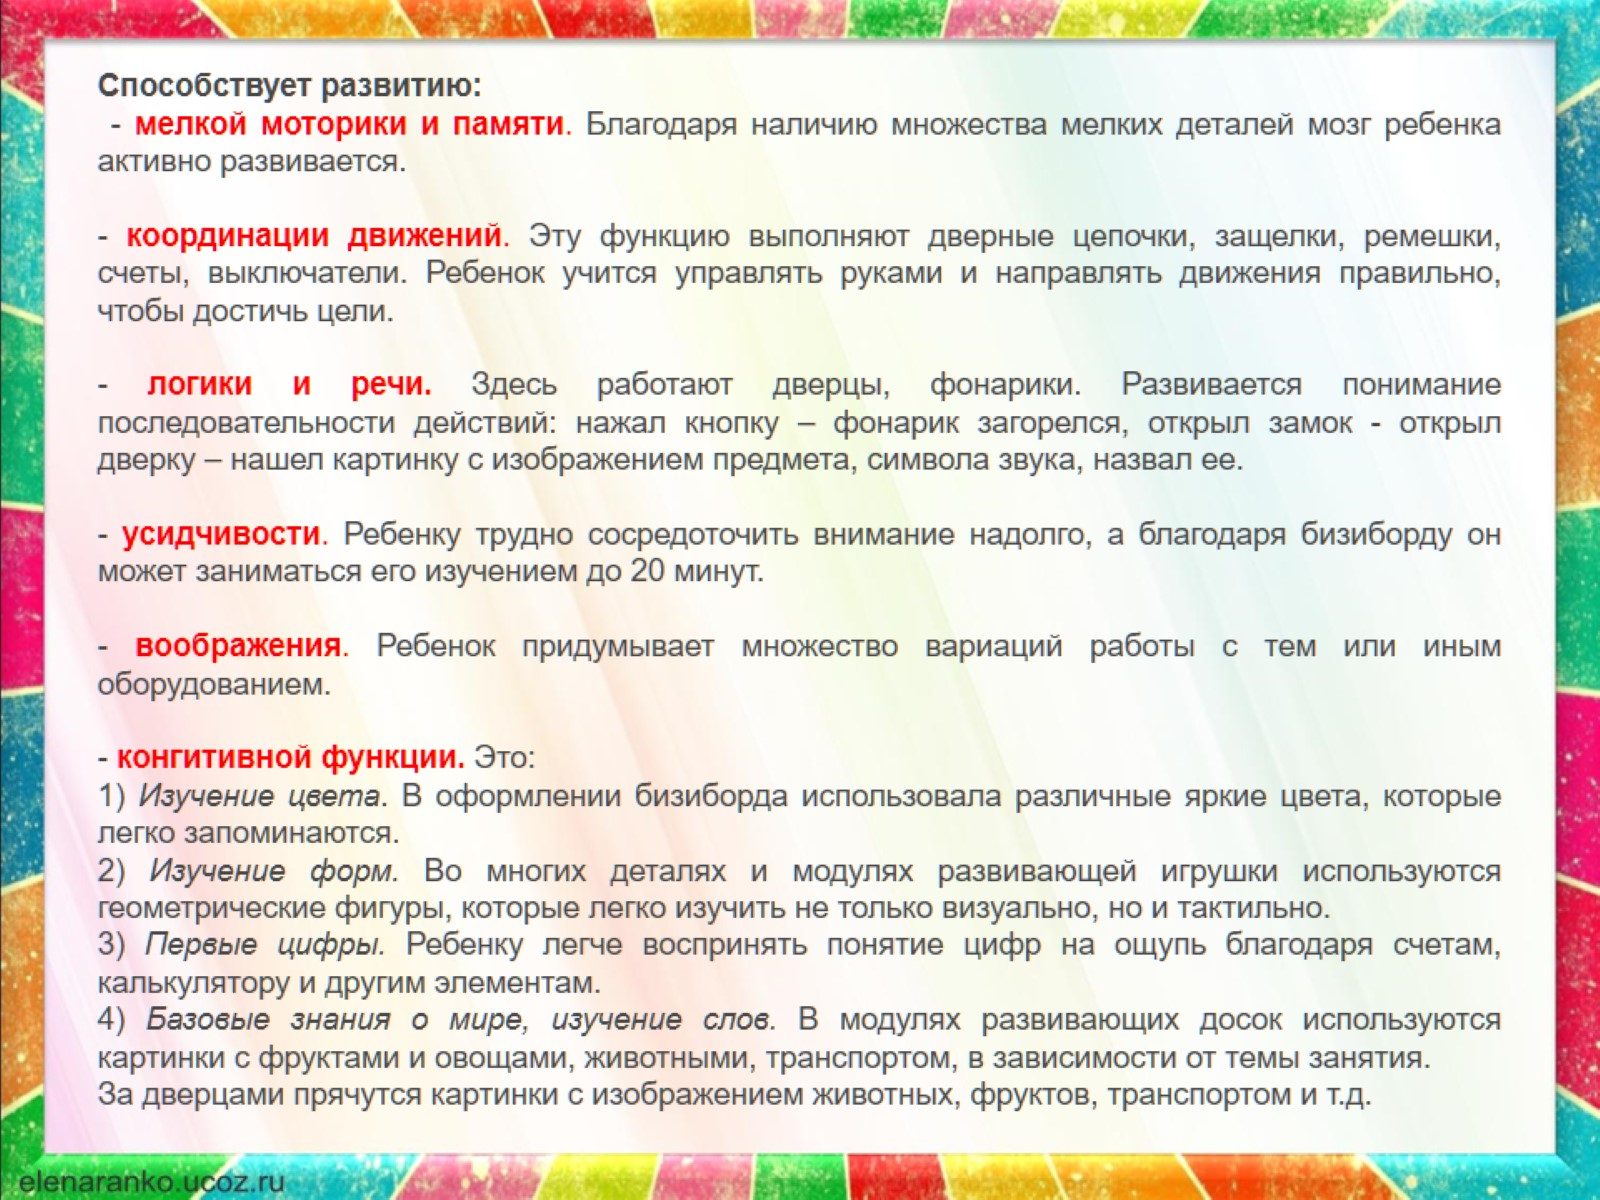 Способствует развитию:
- мелкой моторики и памяти. Благодаря наличию множества мелких деталей мозг ребенка
активно развивается.
- координации движений. Эту функцию выполняют дверные цепочки, защелки, ремешки,
счеты, выключатели. Ребенок учится управлять руками и направлять движения правильно,
чтобы достичь цели.
- логики и речи. Здесь работают дверцы, фонарики. Развивается понимание
последовательности действий: нажал кнопку – фонарик загорелся, открыл замок - открыл
дверку – нашел картинку с изображением предмета, символа звука, назвал ее.
- усидчивости. Ребенку трудно сосредоточить внимание надолго, а благодаря бизиборду он
может заниматься его изучением до 20 минут.
- воображения. Ребенок придумывает множество вариаций работы с тем или иным
оборудованием.
- конгитивной функции. Это:
1) Изучение цвета. В оформлении бизиборда использовала различные яркие цвета, которые
легко запоминаются.
2) Изучение форм. Во многих деталях и модулях развивающей игрушки используются
геометрические фигуры, которые легко изучить не только визуально, но и тактильно.
3) Первые цифры. Ребенку легче воспринять понятие цифр на ощупь благодаря счетам,
калькулятору и другим элементам.
4) Базовые знания о мире, изучение слов. В модулях развивающих досок используются
картинки с фруктами и овощами, животными, транспортом, в зависимости от темы занятия.
За дверцами прячутся картинки с изображением животных, фруктов, транспортом и т.д.
elenaranko.ucoz.ru